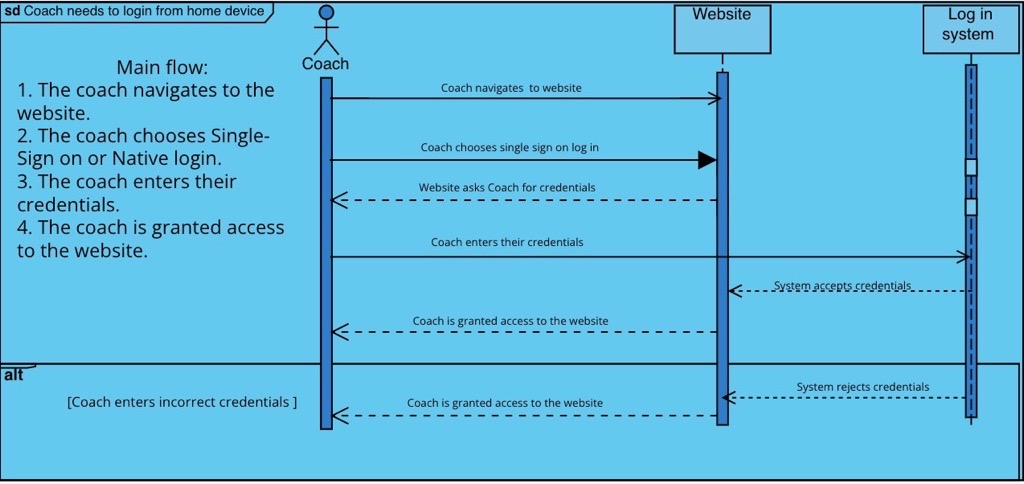 sd Coach needs to login from home device
Coach
Website
Log in
system
Main flow:
1. The coach navigates to the
website.
2. The coach chooses Single-
Sign on or Native login.
3. The coach enters their
credentials.
4. The coach is granted access
to the website.
Coach navigates to website
Coach chooses single sign on log in
Website asks Coach for credentials
Coach enters their credentials
System accepts credentials
Coach is granted access to the website
alt
[Coach enters incorrect credentials ]
System rejects credentials
Coach is granted access to the website